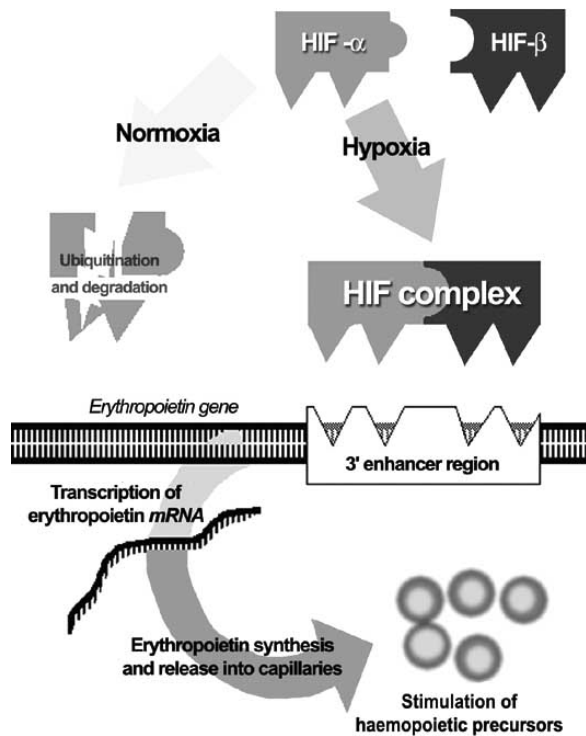 HIF -α
HIF-β
Normoxia
Hypoxia
Ubiquitination
and degradation
HIF complex
Erythropoietin gene
3' enhancer region
Transcription of
erythropoietin mRNA
Erythropoietin synthesis
and release into capillaries
Stimulation of
haemopoietic precursors